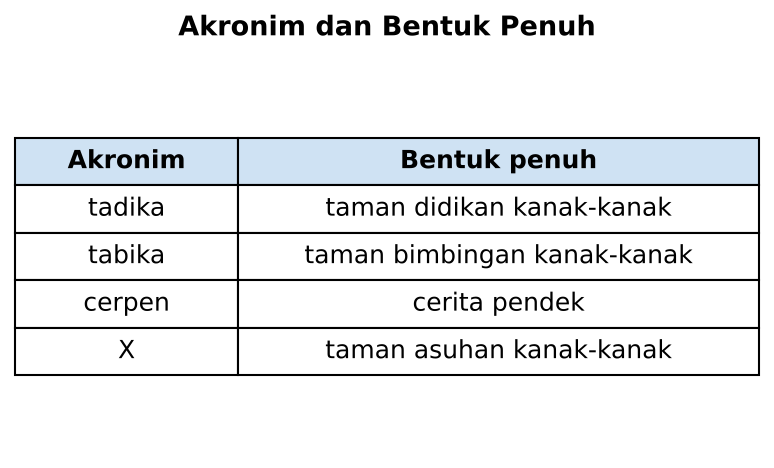 Akronim dan Bentuk Penuh
Akronim Bentuk penuh
tadika taman didikan kanak-kanak
tabika taman bimbingan kanak-kanak
cerpen cerita pendek
X taman asuhan kanak-kanak